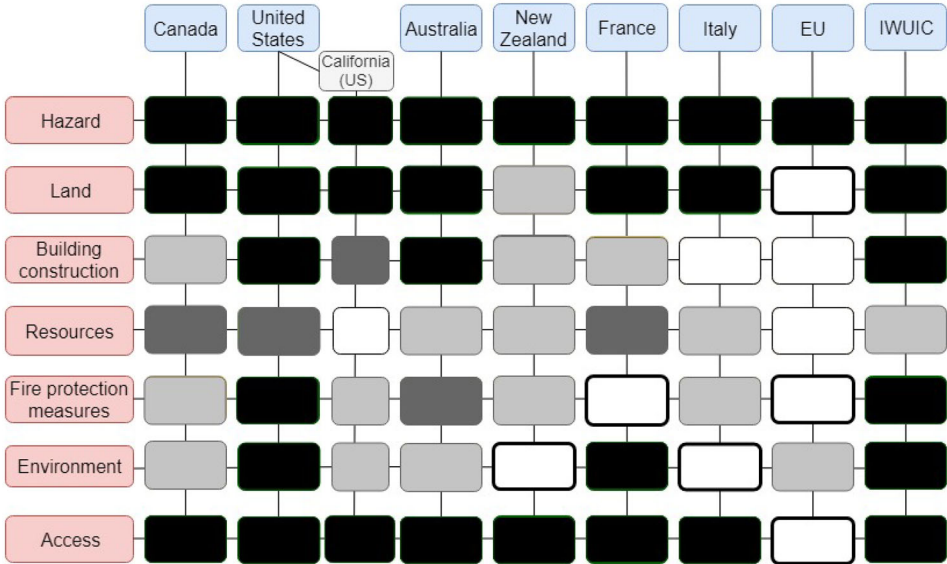 Canada
United
States
Australia
New
Zealand
France
Italy
EU
IWUIC
California
(US)
Hazard
Land
Building
construction
Resources
Fire protection
measures
Environment
Access